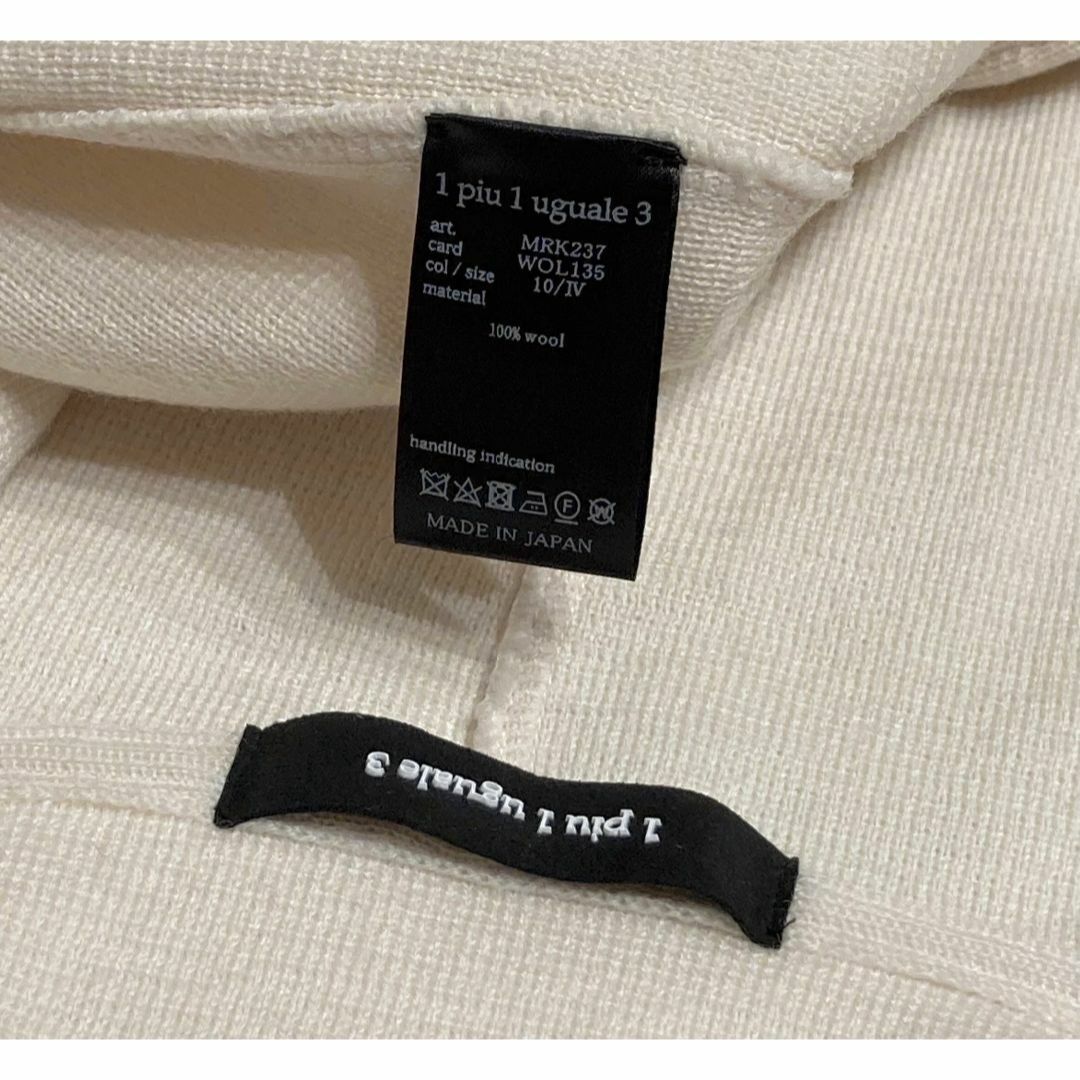 1 piu 1 uguale 3
art. MRK237
card WOL135
col / size 10/IV
material
100% wool
handling indication
F W
MADE IN JAPAN
1 piu 1 uguale 3